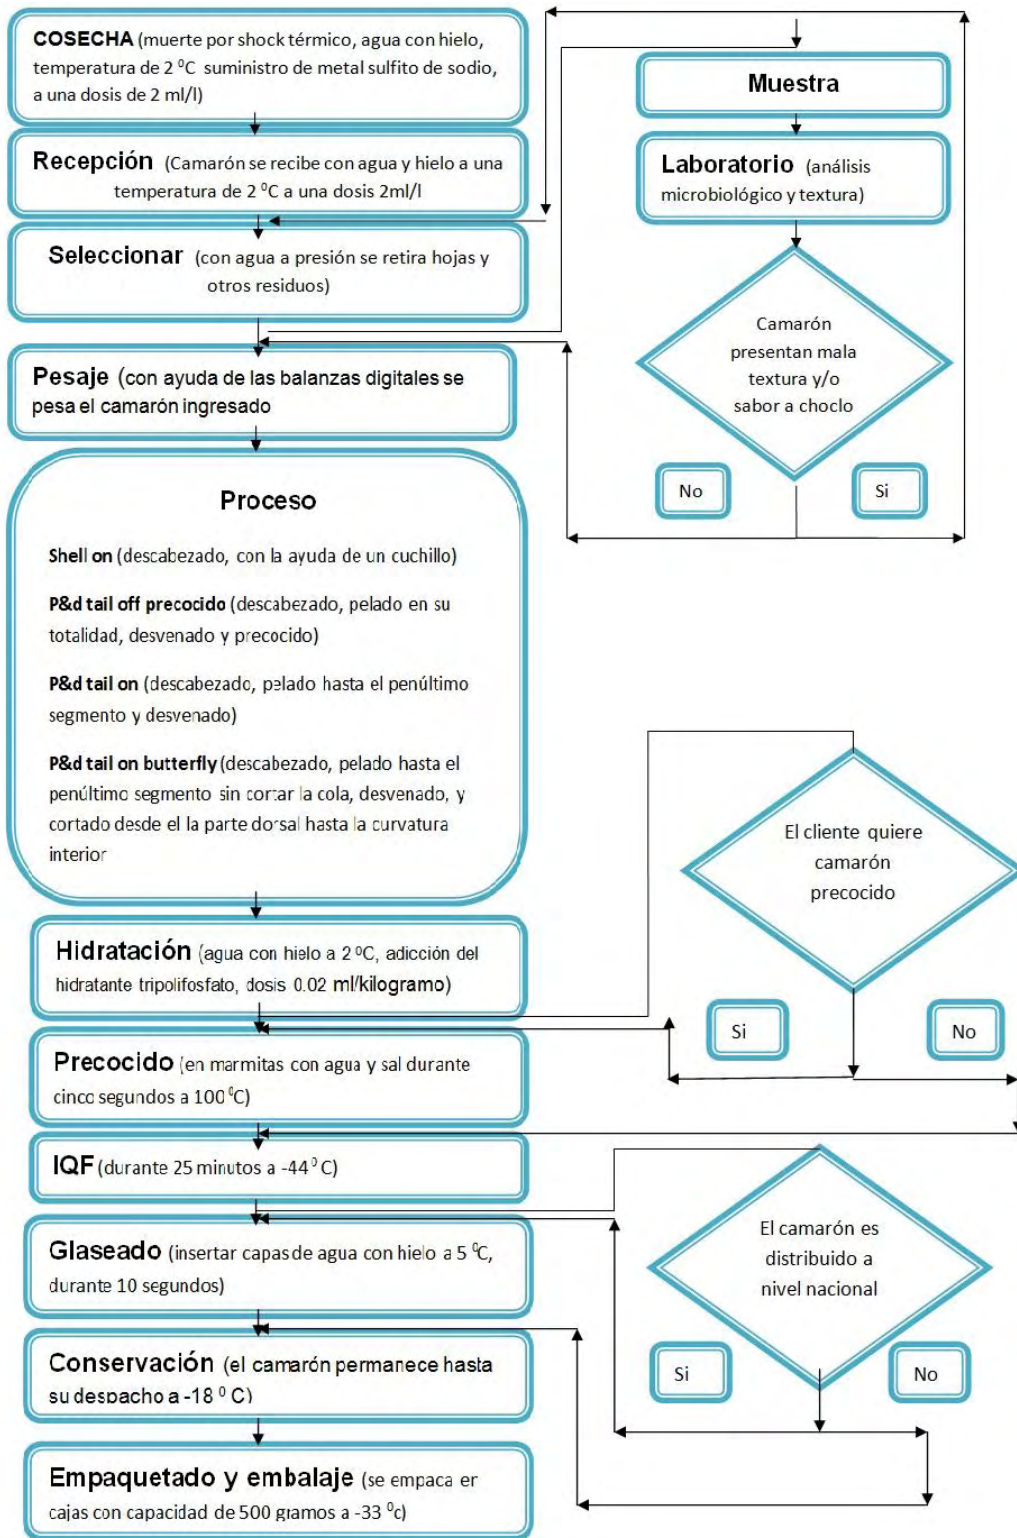 COSECHA (muerte por shock térmico, agua con hielo,
temperatura de 2 ⁰C suministro de metal sulfito de sodio,
a una dosis de 2 ml/l)
Recepción (Camarón se recibe con agua y hielo a una
temperatura de 2 ⁰C a una dosis 2ml/l
Seleccionar (con agua a presión se retira hojas y
otros residuos)
Pesaje (con ayuda de las balanzas digitales se
pesa el camarón ingresado
Muestra
Laboratorio (análisis
microbiológico y textura)
Camarón
presentan mala
textura y/o
sabor a choclo
No
Si
Proceso
Shell on (descabezado, con la ayuda de un cuchillo)
P&d tail off precocido (descabezado, pelado en su
totalidad, desvenado y precocido)
P&d tail on (descabezado, pelado hasta el penúltimo
segmento y desvenado)
P&d tail on butterfly (descabezado, pelado hasta el
penúltimo segmento sin cortar la cola, desvenado, y
cortado desde el la parte dorsal hasta la curvatura
interior
Hidratación (agua con hielo a 2 ⁰C, adicción del
hidratante tripolifosfato, dosis 0.02 ml/kilogramo)
El cliente quiere
camarón
precocido
Si
No
Precocido (en marmitas con agua y sal durante
cinco segundos a 100 ⁰C)
IQF (durante 25 minutos a -44⁰ C)
Glaseado (insertar capas de agua con hielo a 5 ⁰C,
durante 10 segundos)
El camarón es
distribuido a
nivel nacional
Si
No
Conservación (el camarón permanece hasta
su despacho a -18 ⁰ C)
Empaquetado y embalaje (se empaca er
cajas con capacidad de 500 gramos a -33 ⁰c)